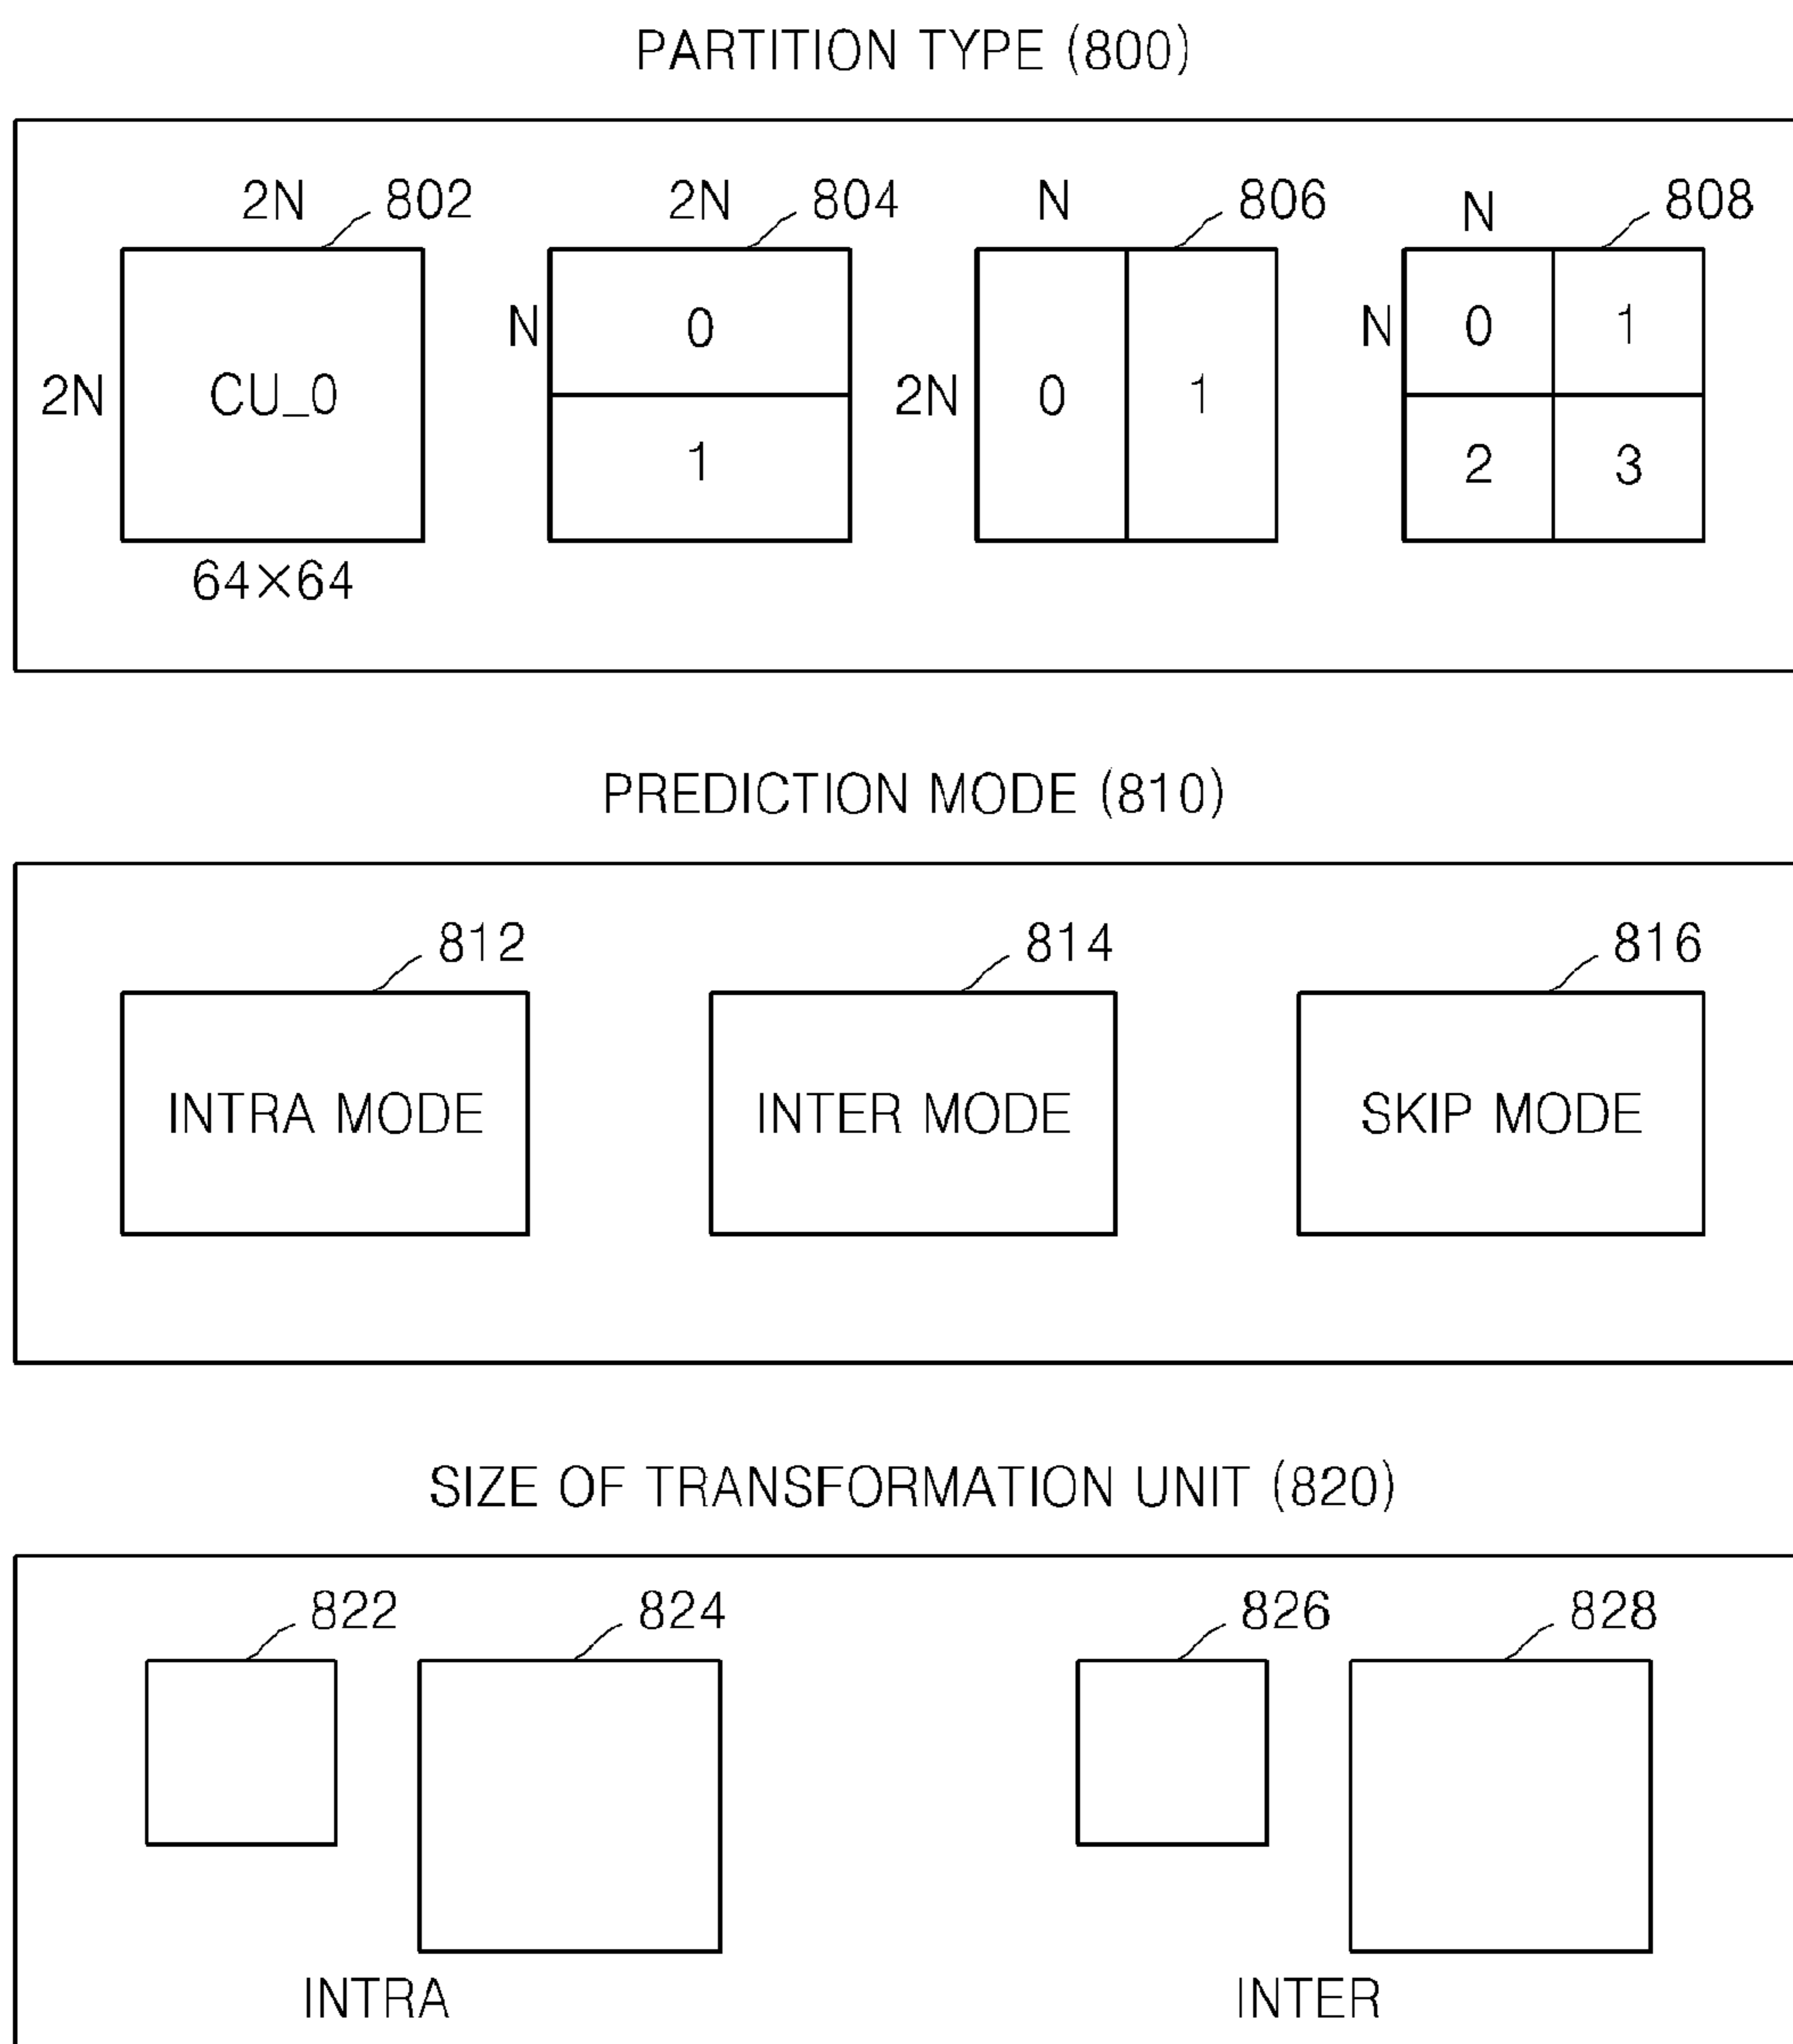 PARTITION TYPE (800)
2N 802 2N 804 N 806 N 808
2N CU_0 N 0 1 2N 0 1 N 0 1 2 3
64×64
PREDICTION MODE (810)
812 814 816
INTRA MODE INTER MODE SKIP MODE
SIZE OF TRANSFORMATION UNIT (820)
822 824 826 828
INTRA INTER